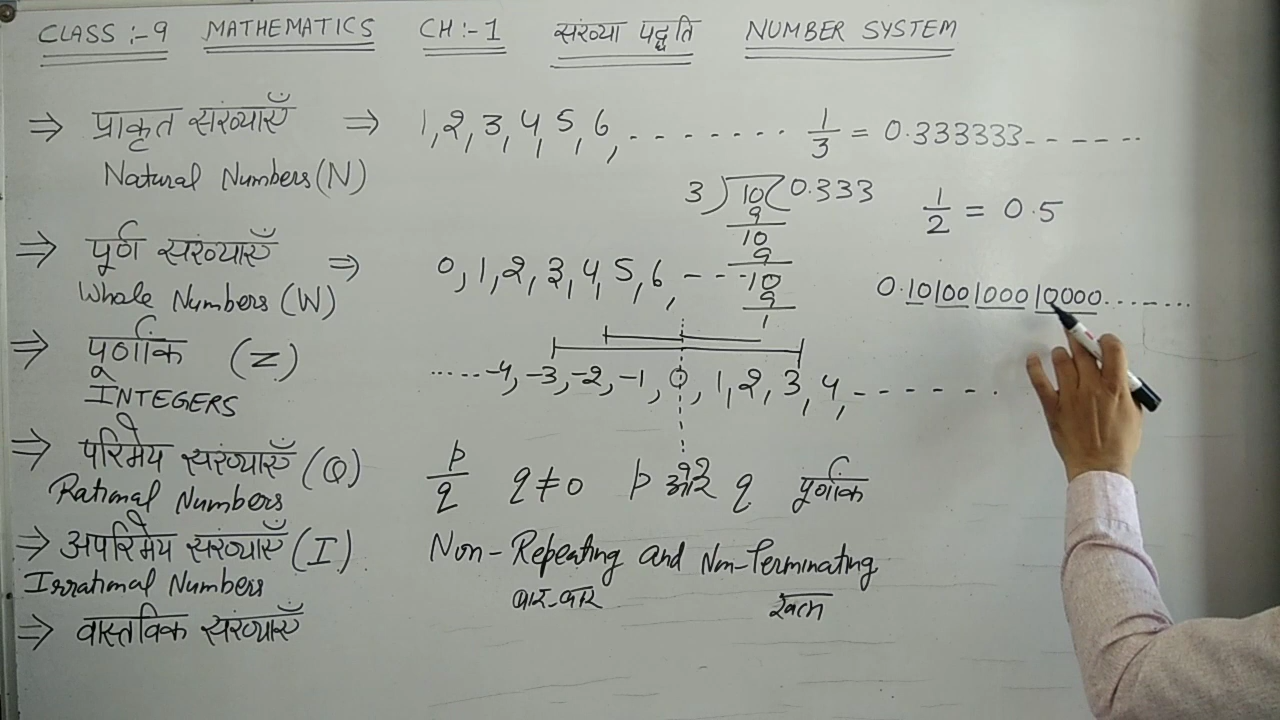 CLASS :- 9 MATHEMATICS CH :- 1 संख्या पद्धति NUMBER SYSTEM
⇒ प्राकृत संख्याएँ ⇒ 1, 2, 3, 4, 5, 6, - - - - - - - -
Natural Numbers (N)
1/3 = 0.333333 - - - - - -
3 ) 10 ( 0.333
9
10
9
10
9
1
1/2 = 0.5
⇒ पूर्ण संख्याएँ ⇒ 0, 1, 2, 3, 4, 5, 6, - - -
Whole Numbers (W)
0.10100100010000........
⇒ पूर्णांक (Z)
INTEGERS
.....-4, -3, -2, -1, 0, 1, 2, 3, 4, - - - - - - .
⇒ परिमेय संख्याएँ (Q) p/q q ≠ 0 p और q पूर्णांक
Rational Numbers
⇒ अपरिमेय संख्याएँ (I) Non-Repeating and Non-Terminating
Irrational Numbers बार-बार
⇒ वास्तविक संख्याएँ